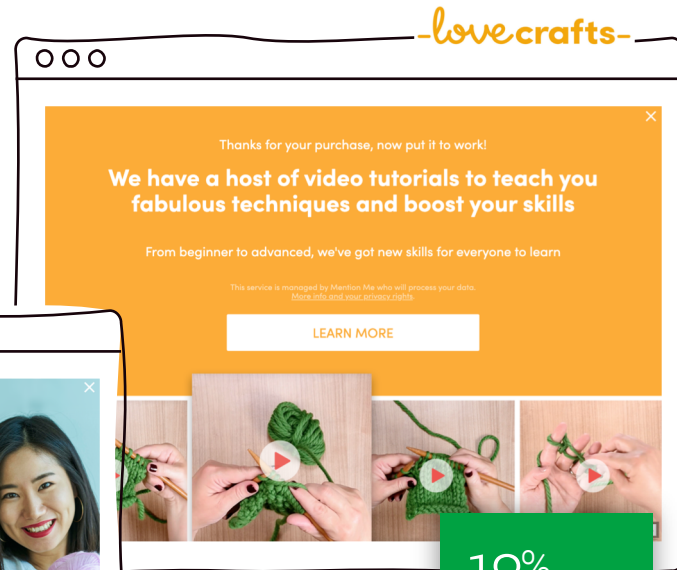 -lovecrafts-
Thanks for your purchase, now put it to work!
We have a host of video tutorials to teach you
fabulous techniques and boost your skills
From beginner to advanced, we've got new skills for everyone to learn
This service is managed by Mention Me who will process your data.
More info and your privacy rights
LEARN MORE
10%